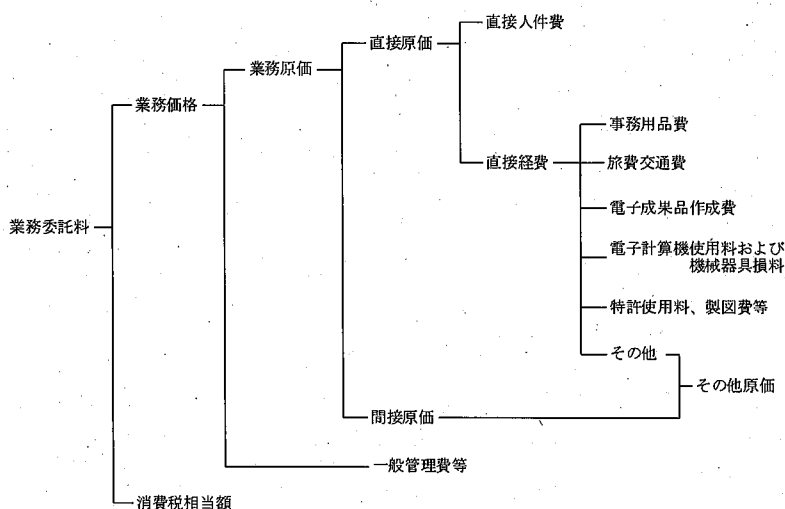 直接人件費
直接原価
業務原価
業務価格
事務用品費
直接経費
旅費交通費
電子成果品作成費
業務委託料
電子計算機使用料および
機械器具損料
特許使用料、製図費等
その他
その他原価
間接原価
一般管理費等
消費税相当額